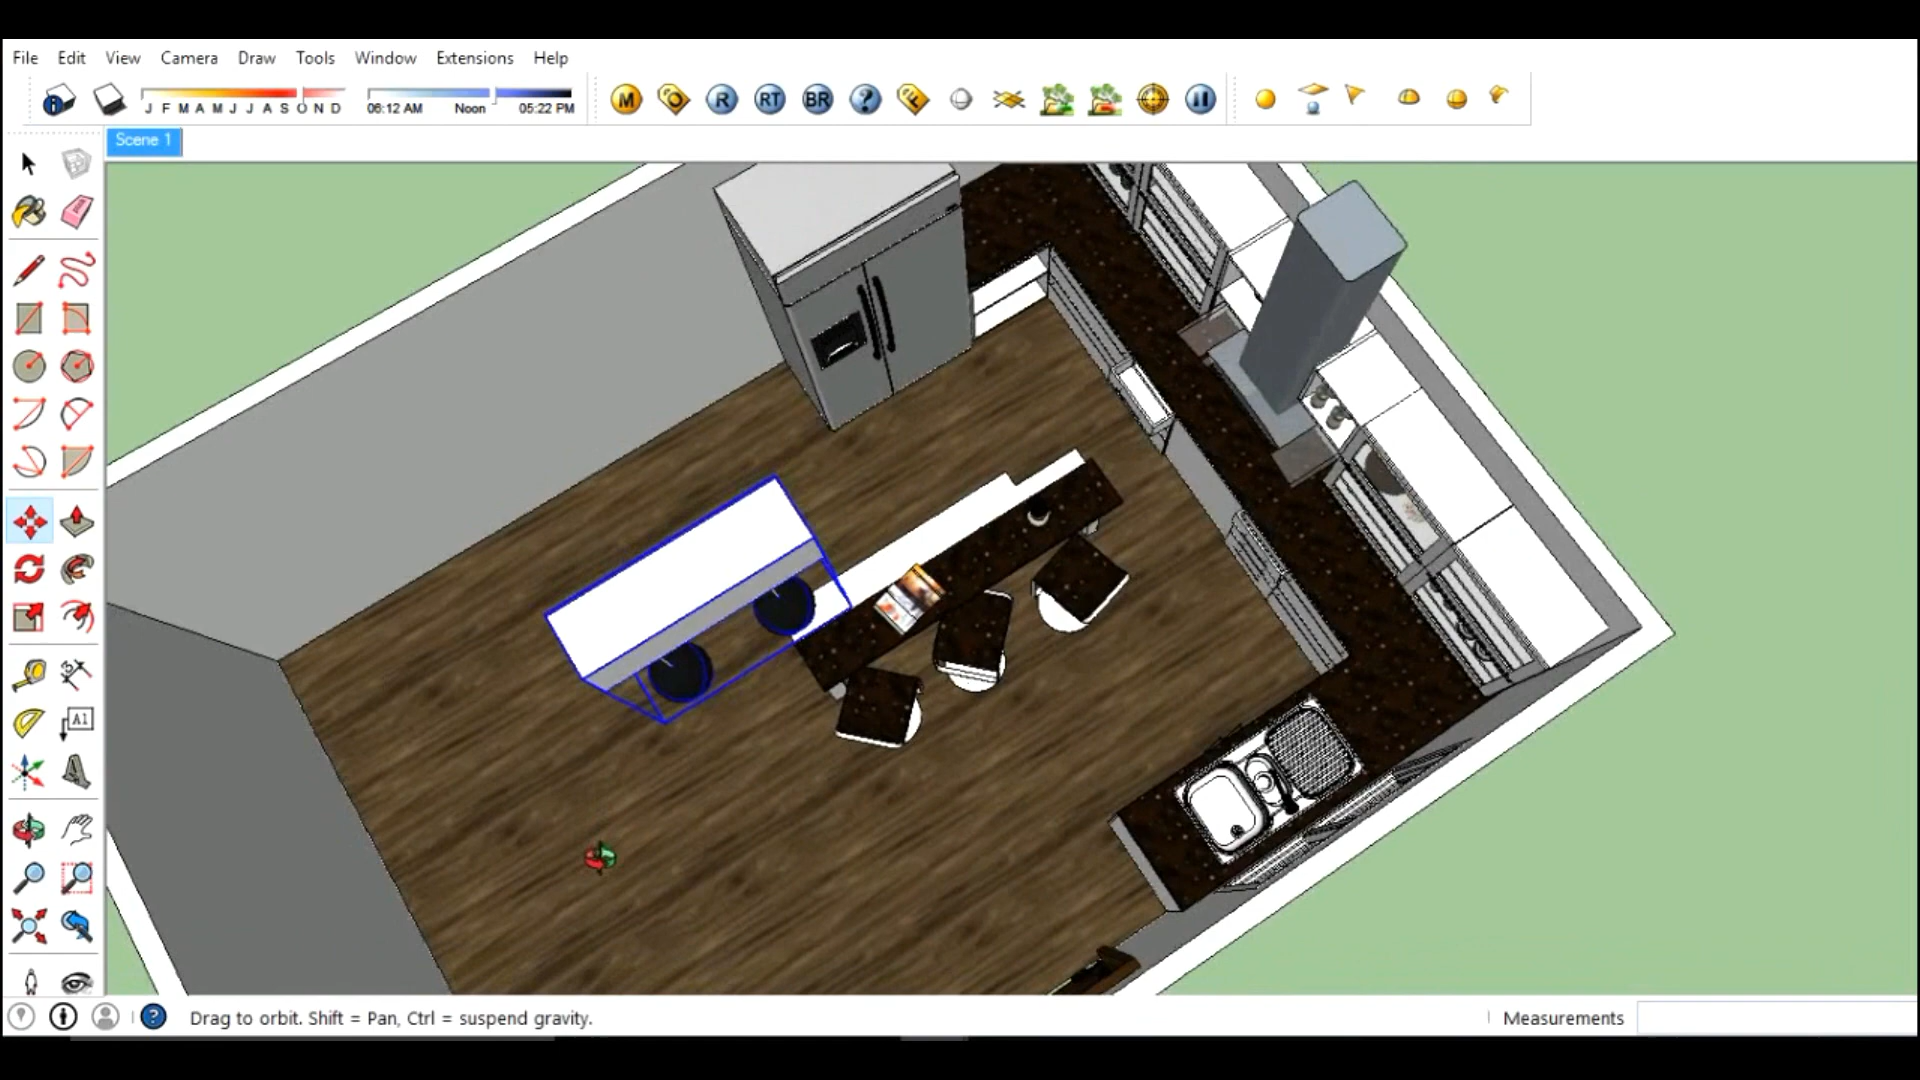 File Edit View Camera Draw Tools Window Extensions Help
J F M A M J J A S O N D 06:12 AM Noon 05:22 PM M R RT BR ?
Scene 1
A1
? Drag to orbit. Shift = Pan, Ctrl = suspend gravity. Measurements